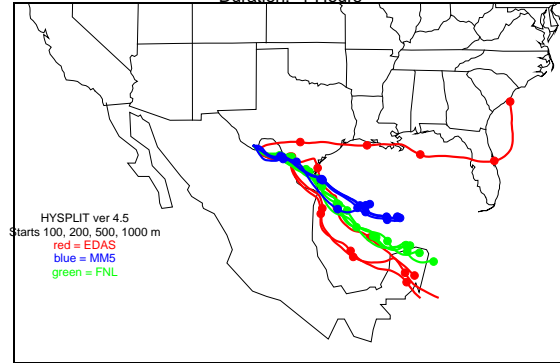 HYSPLIT ver 4.5
Starts 100, 200, 500, 1000 m
red = EDAS
blue = MM5
green = FNL